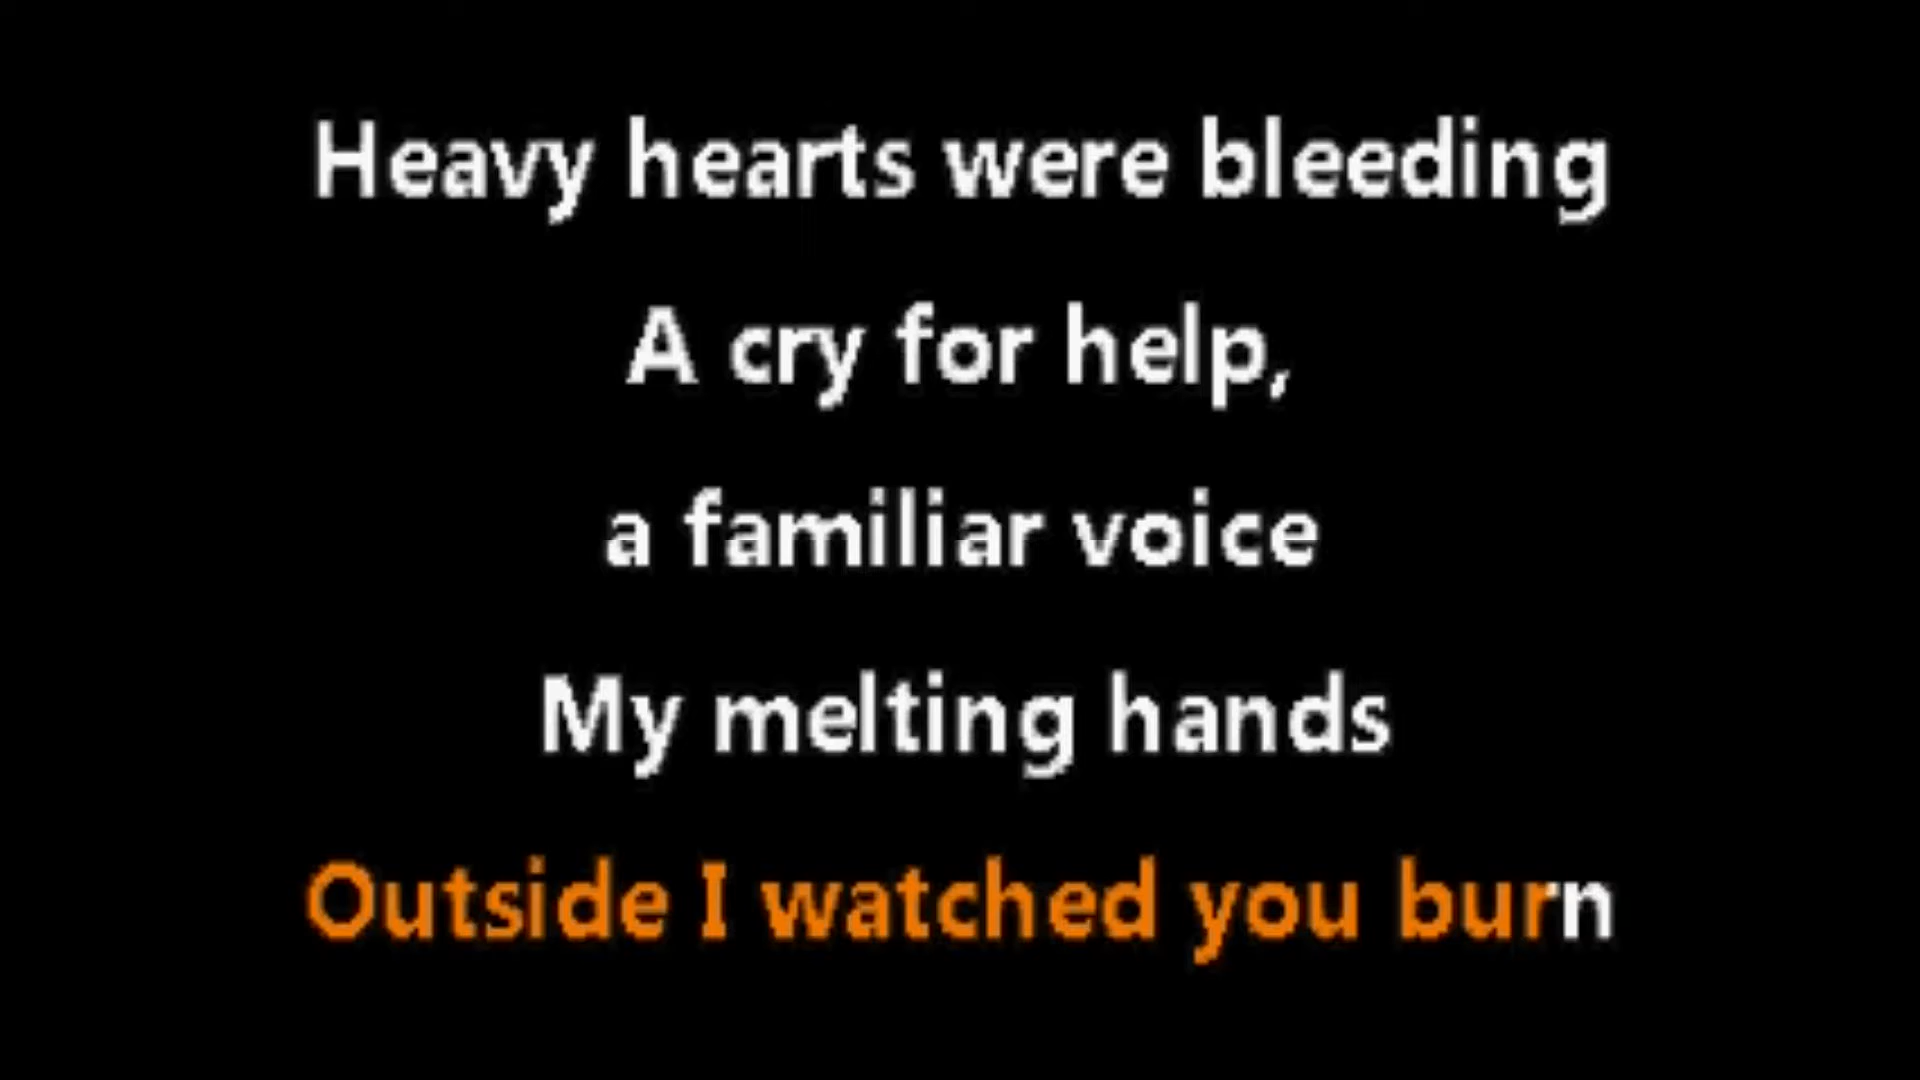 Heavy hearts were bleeding
A cry for help,
a familiar voice
My melting hands
Outside I watched you burn